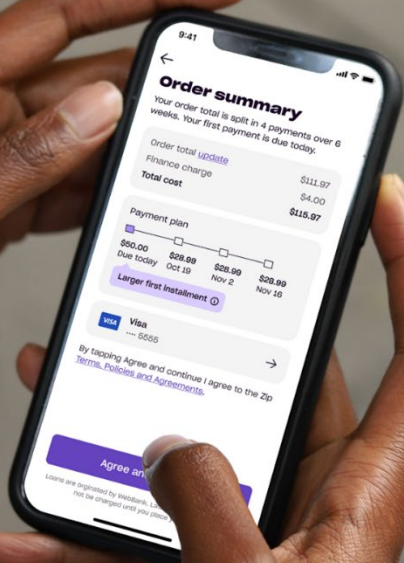 9:41
Order summary
Your order total is split in 4 payments over 6
weeks. Your first payment is due today.
Order total update $111.97
Finance charge $4.00
Total cost $115.97
Payment plan
$50.00 $28.99 $28.99 $28.99
Due today Oct 19 Nov 2 Nov 16
Larger first installment
VISA Visa
···· 5555
By tapping Agree and continue I agree to the Zip
Terms, Policies and Agreements.
Agree
Loans are originated by WebBank.
not be charged until you place